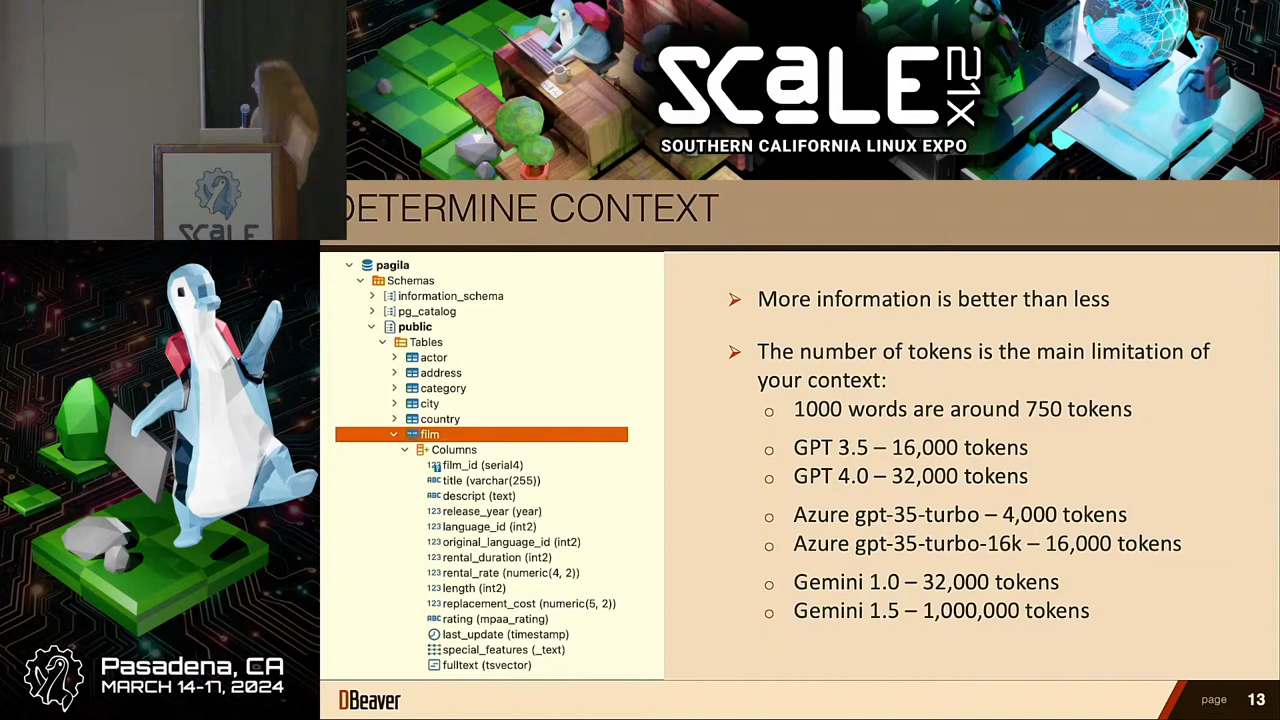 SCALE 21X
SOUTHERN CALIFORNIA LINUX EXPO
SCALE
DETERMINE CONTEXT
pagila
Schemas
information_schema
pg_catalog
public
Tables
actor
address
category
city
country
film
Columns
film_id (serial4)
title (varchar(255))
descript (text)
release_year (year)
language_id (int2)
original_language_id (int2)
rental_duration (int2)
rental_rate (numeric(4, 2))
length (int2)
replacement_cost (numeric(5, 2))
rating (mpaa_rating)
last_update (timestamp)
special_features (_text)
fulltext (tsvector)
More information is better than less
The number of tokens is the main limitation of
your context:
1000 words are around 750 tokens
GPT 3.5 – 16,000 tokens
GPT 4.0 – 32,000 tokens
Azure gpt-35-turbo – 4,000 tokens
Azure gpt-35-turbo-16k – 16,000 tokens
Gemini 1.0 – 32,000 tokens
Gemini 1.5 – 1,000,000 tokens
Pasadena, CA
MARCH 14-17, 2024
DBeaver
page 13